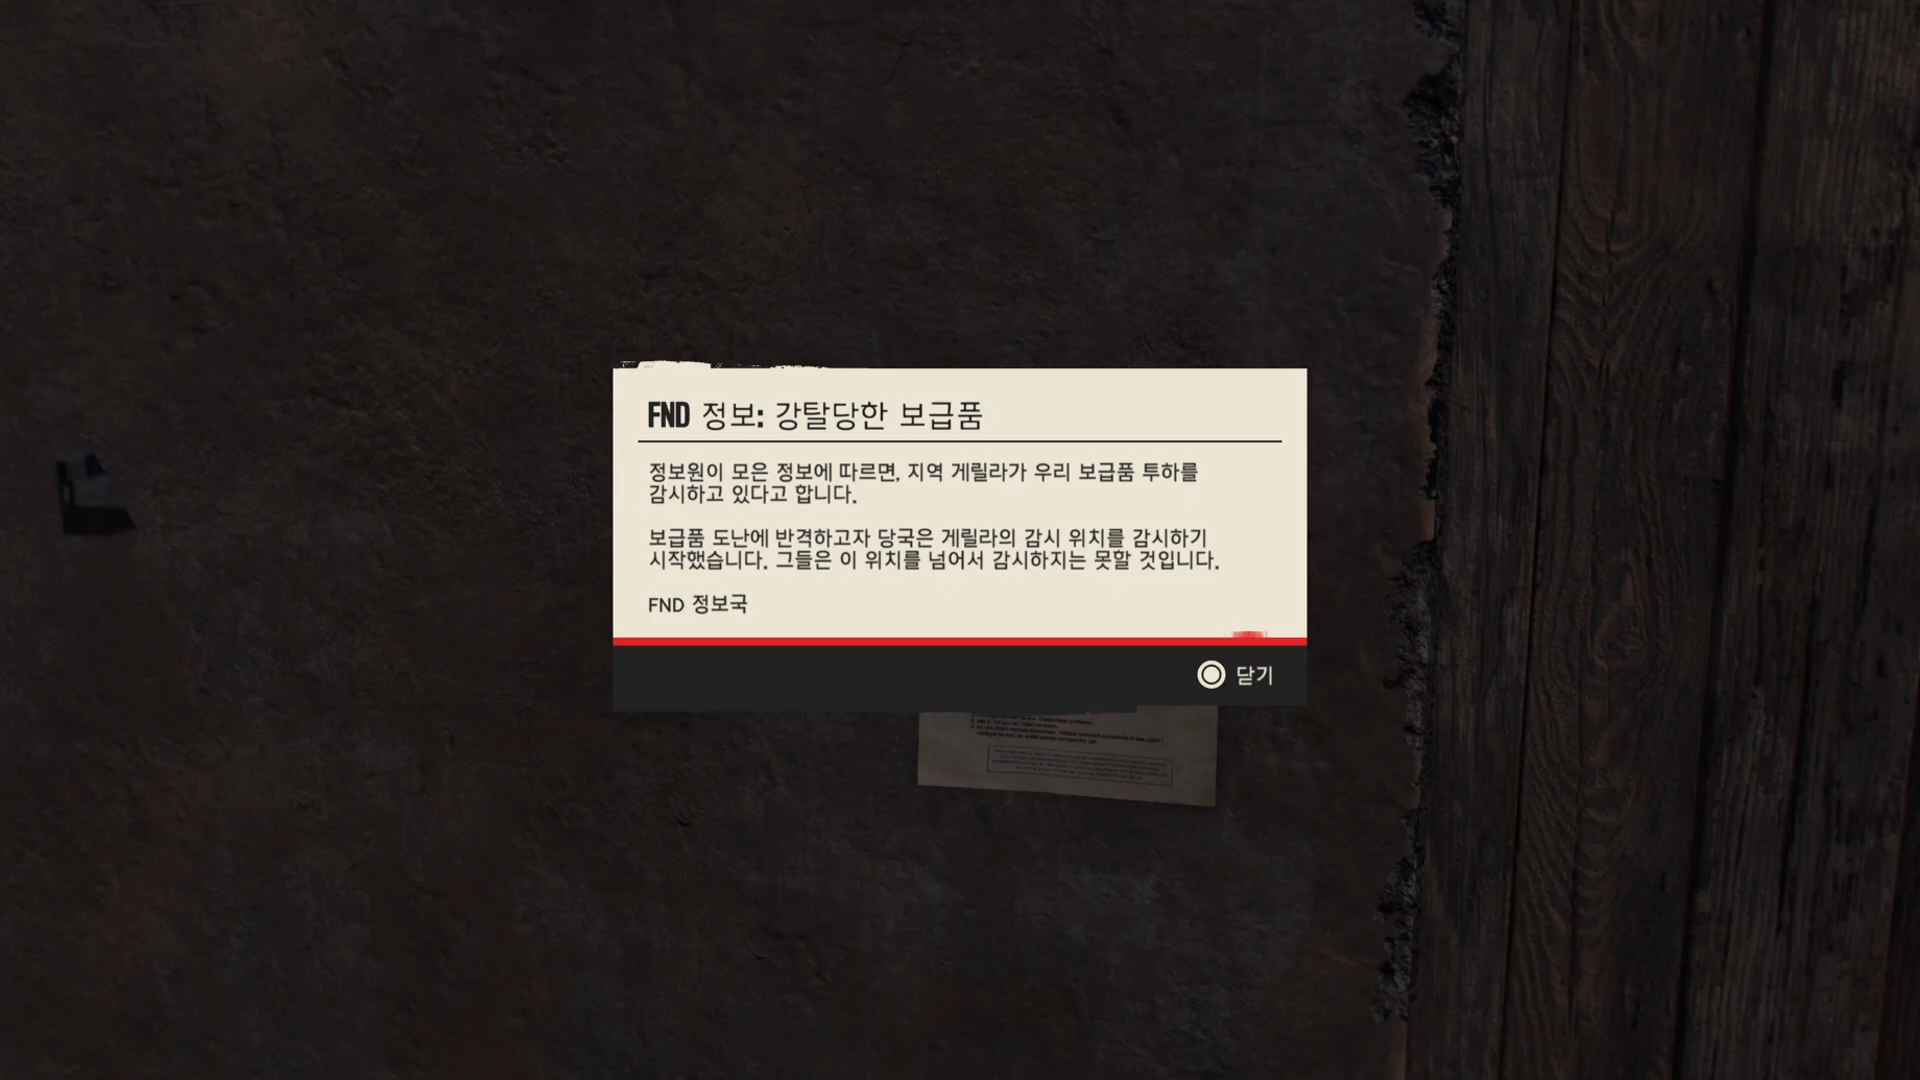 FND 정보: 강탈당한 보급품
정보원이 모은 정보에 따르면, 지역 게릴라가 우리 보급품 투하를
감시하고 있다고 합니다.
보급품 도난에 반격하고자 당국은 게릴라의 감시 위치를 감시하기
시작했습니다. 그들은 이 위치를 넘어서 감시하지는 못할 것입니다.
FND 정보국
닫기